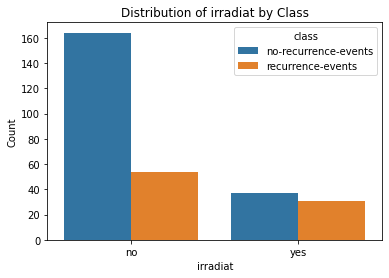 Distribution of irradiat by Class
class
no-recurrence-events
recurrence-events
Count
160
140
120
100
80
60
40
20
0
no
yes
irradiat